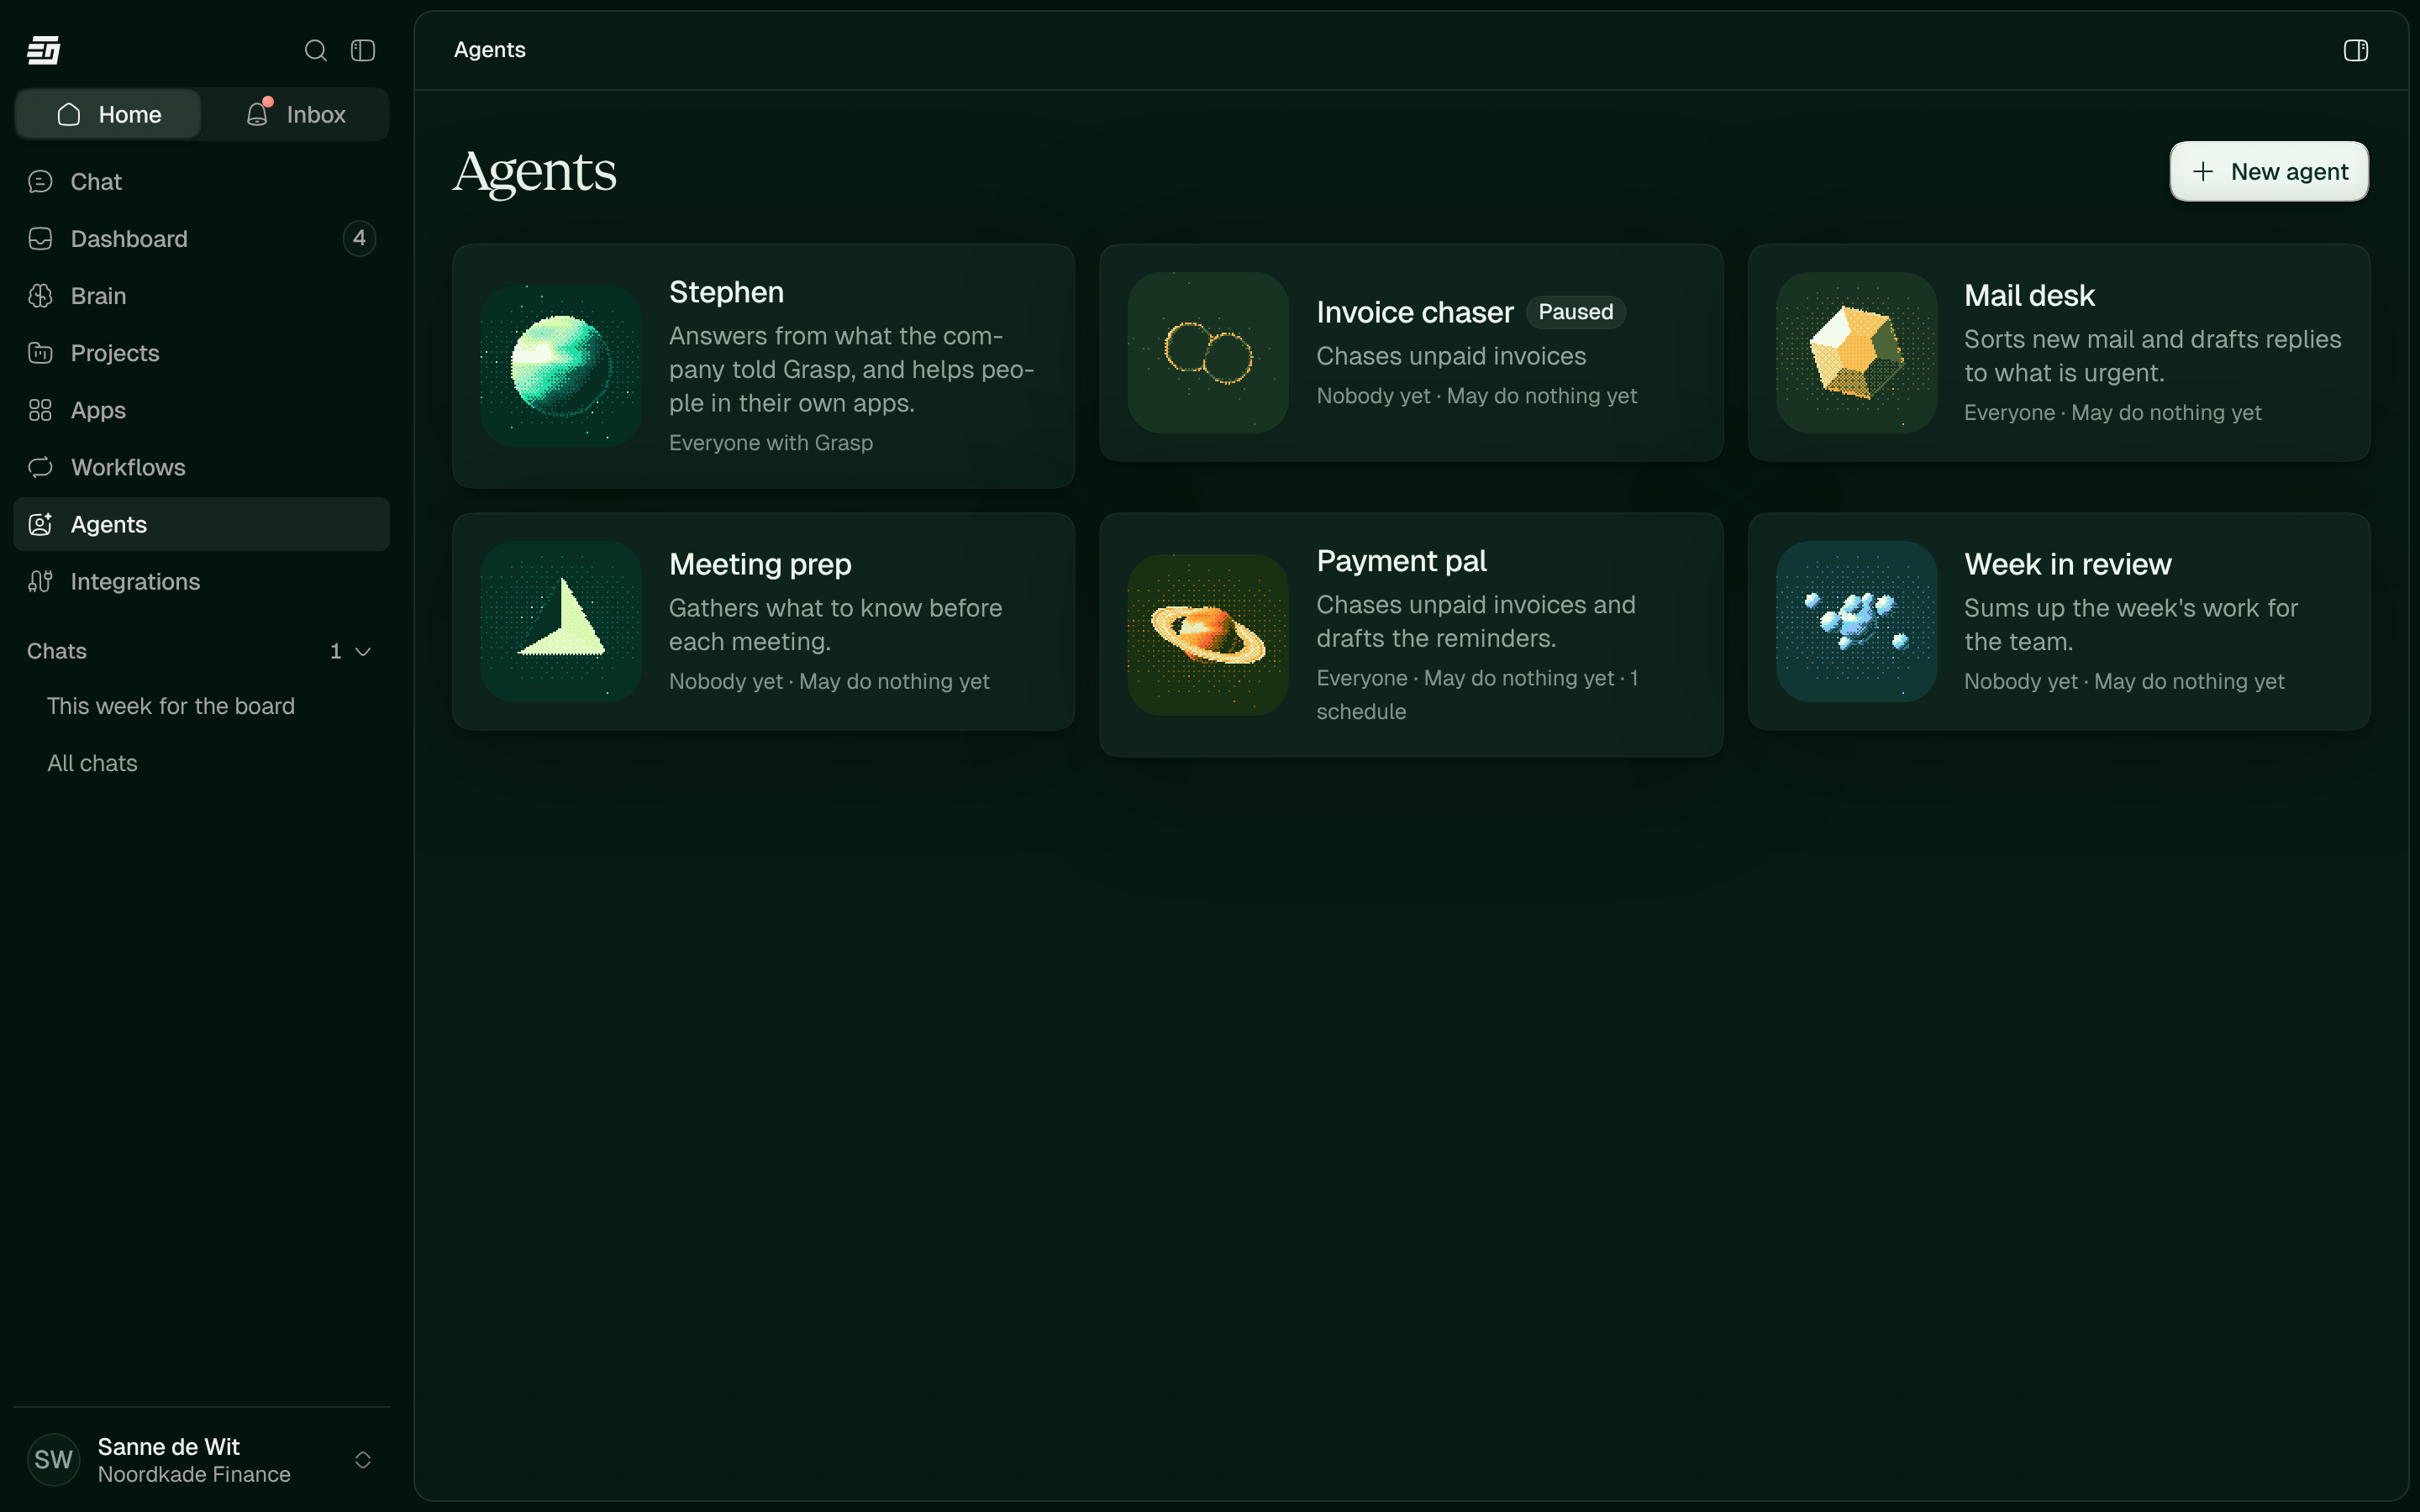 Agents
Home
Inbox
Chat
Dashboard
4
Brain
Projects
Apps
Workflows
Agents
Integrations
Chats
1
This week for the board
All chats
SW
Sanne de Wit
Noordkade Finance
Agents
New agent
Stephen
Answers from what the com-
pany told Grasp, and helps peo-
ple in their own apps.
Everyone with Grasp
Invoice chaser
Paused
Chases unpaid invoices
Nobody yet · May do nothing yet
Mail desk
Sorts new mail and drafts replies
to what is urgent.
Everyone · May do nothing yet
Meeting prep
Gathers what to know before
each meeting.
Nobody yet · May do nothing yet
Payment pal
Chases unpaid invoices and
drafts the reminders.
Everyone · May do nothing yet · 1
schedule
Week in review
Sums up the week's work for
the team.
Nobody yet · May do nothing yet